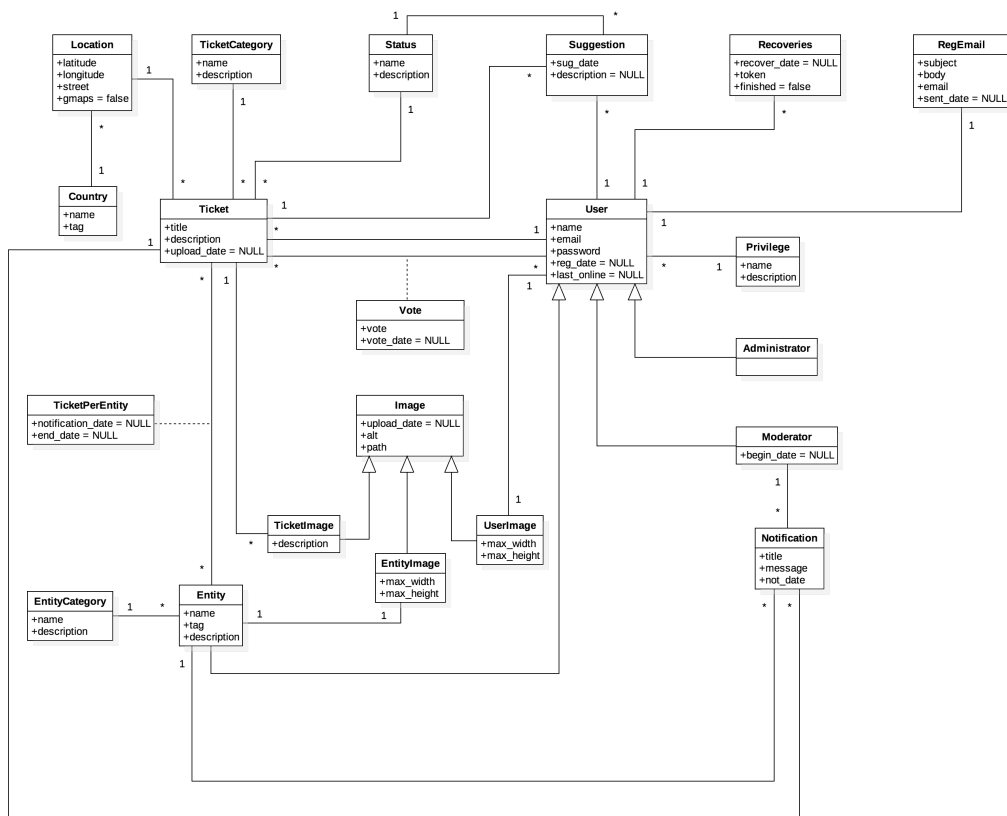 1
*
Location
+latitude
+longitude
+street
+gmaps = false
TicketCategory
+name
+description
Status
+name
+description
Suggestion
+sug_date
+description = NULL
Recoveries
+recover_date = NULL
+token
+finished = false
RegEmail
+subject
+body
+email
+sent_date = NULL
1
*
1
1
*
*
1
*
1
*
*
*
1
1
1
Country
+name
+tag
Ticket
+title
+description
+upload_date = NULL
1
User
+name
+email
+password
+reg_date = NULL
+last_online = NULL
1
1
*
1
*
*
*
1
Privilege
+name
+description
*
1
1
Vote
+vote
+vote_date = NULL
Administrator
TicketPerEntity
+notification_date = NULL
+end_date = NULL
Image
+upload_date = NULL
+alt
+path
Moderator
+begin_date = NULL
1
*
1
TicketImage
+description
*
UserImage
+max_width
+max_height
Notification
+title
+message
+not_date
EntityImage
+max_width
+max_height
*
EntityCategory
+name
+description
1
*
Entity
+name
+tag
+description
1
1
*
*
1